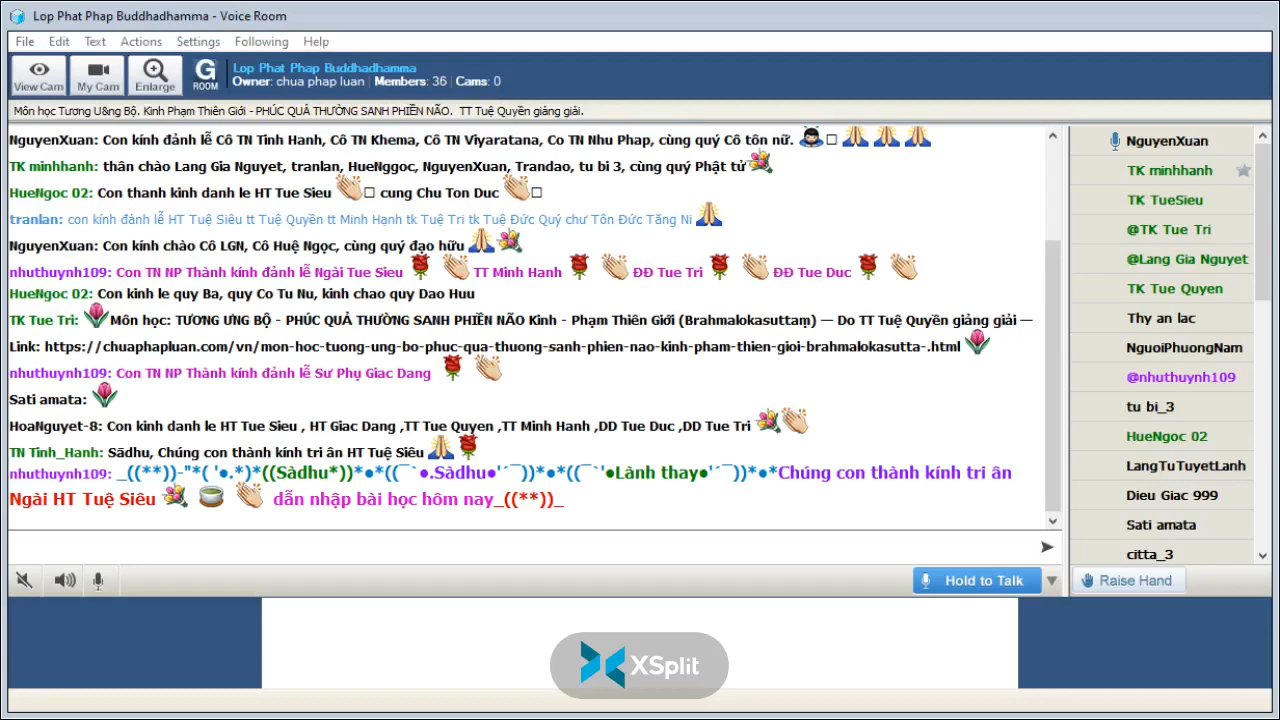 Lop Phat Phap Buddhadhamma - Voice Room
File Edit Text Actions Settings Following Help
View Cam My Cam Enlarge G ROOM
Lop Phat Phap Buddhadhamma
Owner: chua phap luan | Members: 36 | Cams: 0
Môn học Tương U&ng Bộ. Kinh Phạm Thiên Giới - PHÚC QUẢ THƯỜNG SANH PHIỀN NÃO. TT Tuệ Quyền giảng giải.
NguyenXuan: Con kính đảnh lễ Cô TN Tinh Hanh, Cô TN Khema, Cô TN Viyaratana, Co TN Nhu Phap, cùng quý Cô tôn nữ.
TK minhhanh: thân chào Lang Gia Nguyet, tranlan, HueNggoc, NguyenXuan, Trandao, tu bi 3, cùng quý Phật tử
HueNgoc 02: Con thanh kinh danh le HT Tue Sieu cung Chu Ton Duc
tranlan: con kính đảnh lễ HT Tuệ Siêu tt Tuệ Quyền tt Minh Hạnh tk Tuệ Tri tk Tuệ Đức Quý chư Tôn Đức Tăng Ni
NguyenXuan: Con kính chào Cô LGN, Cô Huệ Ngọc, cùng quý đạo hữu
nhuthuynh109: Con TN NP Thành kính đảnh lễ Ngài Tue Sieu TT Minh Hanh ĐĐ Tue Tri ĐĐ Tue Duc
HueNgoc 02: Con kinh le quy Ba, quy Co Tu Nu, kinh chao quy Dao Huu
TK Tue Tri: Môn học: TƯƠNG ƯNG BỘ - PHÚC QUẢ THƯỜNG SANH PHIỀN NÃO Kinh - Phạm Thiên Giới (Brahmalokasuttaṃ) — Do TT Tuệ Quyền giảng giải —
Link: https://chuaphapluan.com/vn/mn-hoc-tuong-ung-bo-phuc-qua-thuong-sanh-phien-nao-kinh-pham-thien-gioi-brahmalokasutta-.html
nhuthuynh109: Con TN NP Thành kính đảnh lễ Sư Phụ Giac Dang
Sati amata:
HoaNguyet-8: Con kinh danh le HT Tue Sieu , HT Giac Dang ,TT Tue Quyen ,TT Minh Hanh ,DD Tue Duc ,DD Tue Tri
TN Tinh_Hanh: Sādhu, Chúng con thành kính tri ân HT Tuệ Siêu
nhuthuynh109: _((**))-"*( '●.*)*((Sàdhu*))*●*((¯`●.Sàdhu●'´¯))*●*((¯`'●Lành thay●'´¯))*●*Chúng con thành kính tri ân
Ngài HT Tuệ Siêu dẫn nhập bài học hôm nay_((**))_
NguyenXuan
TK minhhanh
TK TueSieu
@TK Tue Tri
@Lang Gia Nguyet
TK Tue Quyen
Thy an lac
NguoiPhuongNam
@nhuthuynh109
tu bi_3
HueNgoc 02
LangTuTuyetLanh
Dieu Giac 999
Sati amata
citta_3
Hold to Talk
Raise Hand
XSplit